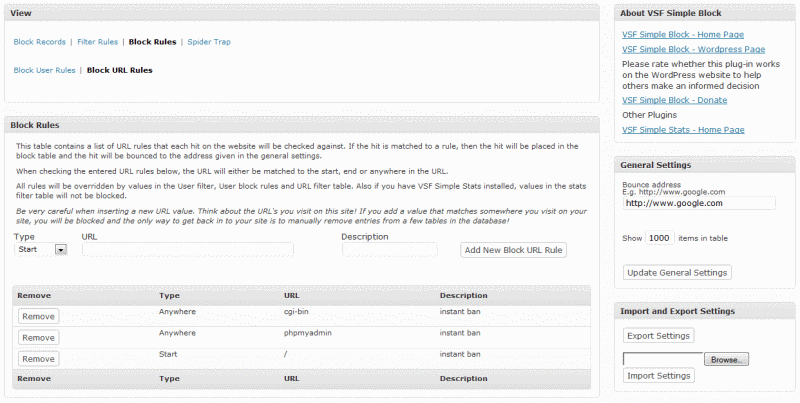 View
Block Records | Filter Rules | Block Rules | Spider Trap
Block User Rules | Block URL Rules
Block Rules
This table contains a list of URL rules that each hit on the website will be checked against. If the hit is matched to a rule, then the hit will be placed in the
block table and the hit will be bounced to the address given in the general settings.
When checking the entered URL rules below, the URL will either be matched to the start, end or anywhere in the URL.
All rules will be overridden by values in the User filter, User block rules and URL filter table. Also if you have VSF Simple Stats installed, values in the stats
filter table will not be blocked.
Be very careful when inserting a new URL value. Think about the URL's you visit on this site! If you add a value that matches somewhere you visit on your
site, you will be blocked and the only way to get back in to your site is to manually remove entries from a few tables in the database!
Type URL Description
Start Add New Block URL Rule
Remove Type URL Description
Remove Anywhere cgi-bin instant ban
Remove Anywhere phpmyadmin instant ban
Remove Start / instant ban
Remove Type URL Description
About VSF Simple Block
VSF Simple Block - Home Page
VSF Simple Block - Wordpress Page
Please rate whether this plug-in works
on the WordPress website to help
others make an informed decision
VSF Simple Block - Donate
Other Plugins
VSF Simple Stats - Home Page
General Settings
Bounce address
E.g. http://www.google.com
http://www.google.com
Show 1000 items in table
Update General Settings
Import and Export Settings
Export Settings
Browse..
Import Settings